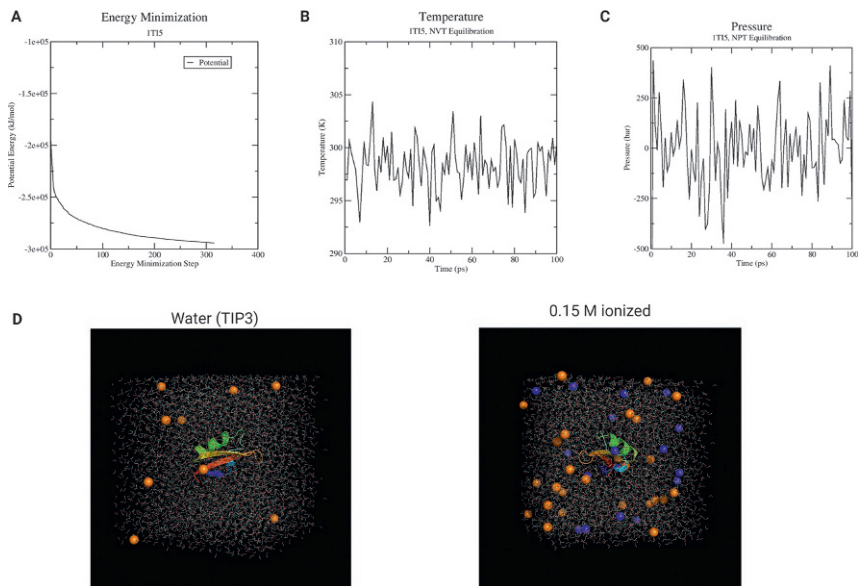 A
Energy Minimization
1TI5
Potential
Potential Energy (kJ/mol)
-1e+05
-1.5e+05
-2e+05
-2.5e+05
-3e+05
0
100
200
300
400
Energy Minimization Step
B
Temperature
1TI5, NVT Equilibration
Temperature (K)
310
305
300
295
290
0
20
40
60
80
100
Time (ps)
C
Pressure
1TI5, NPT Equilibration
Pressure (bar)
500
250
0
-250
-500
0
20
40
60
80
100
Time (ps)
D
Water (TIP3)
0.15 M ionized